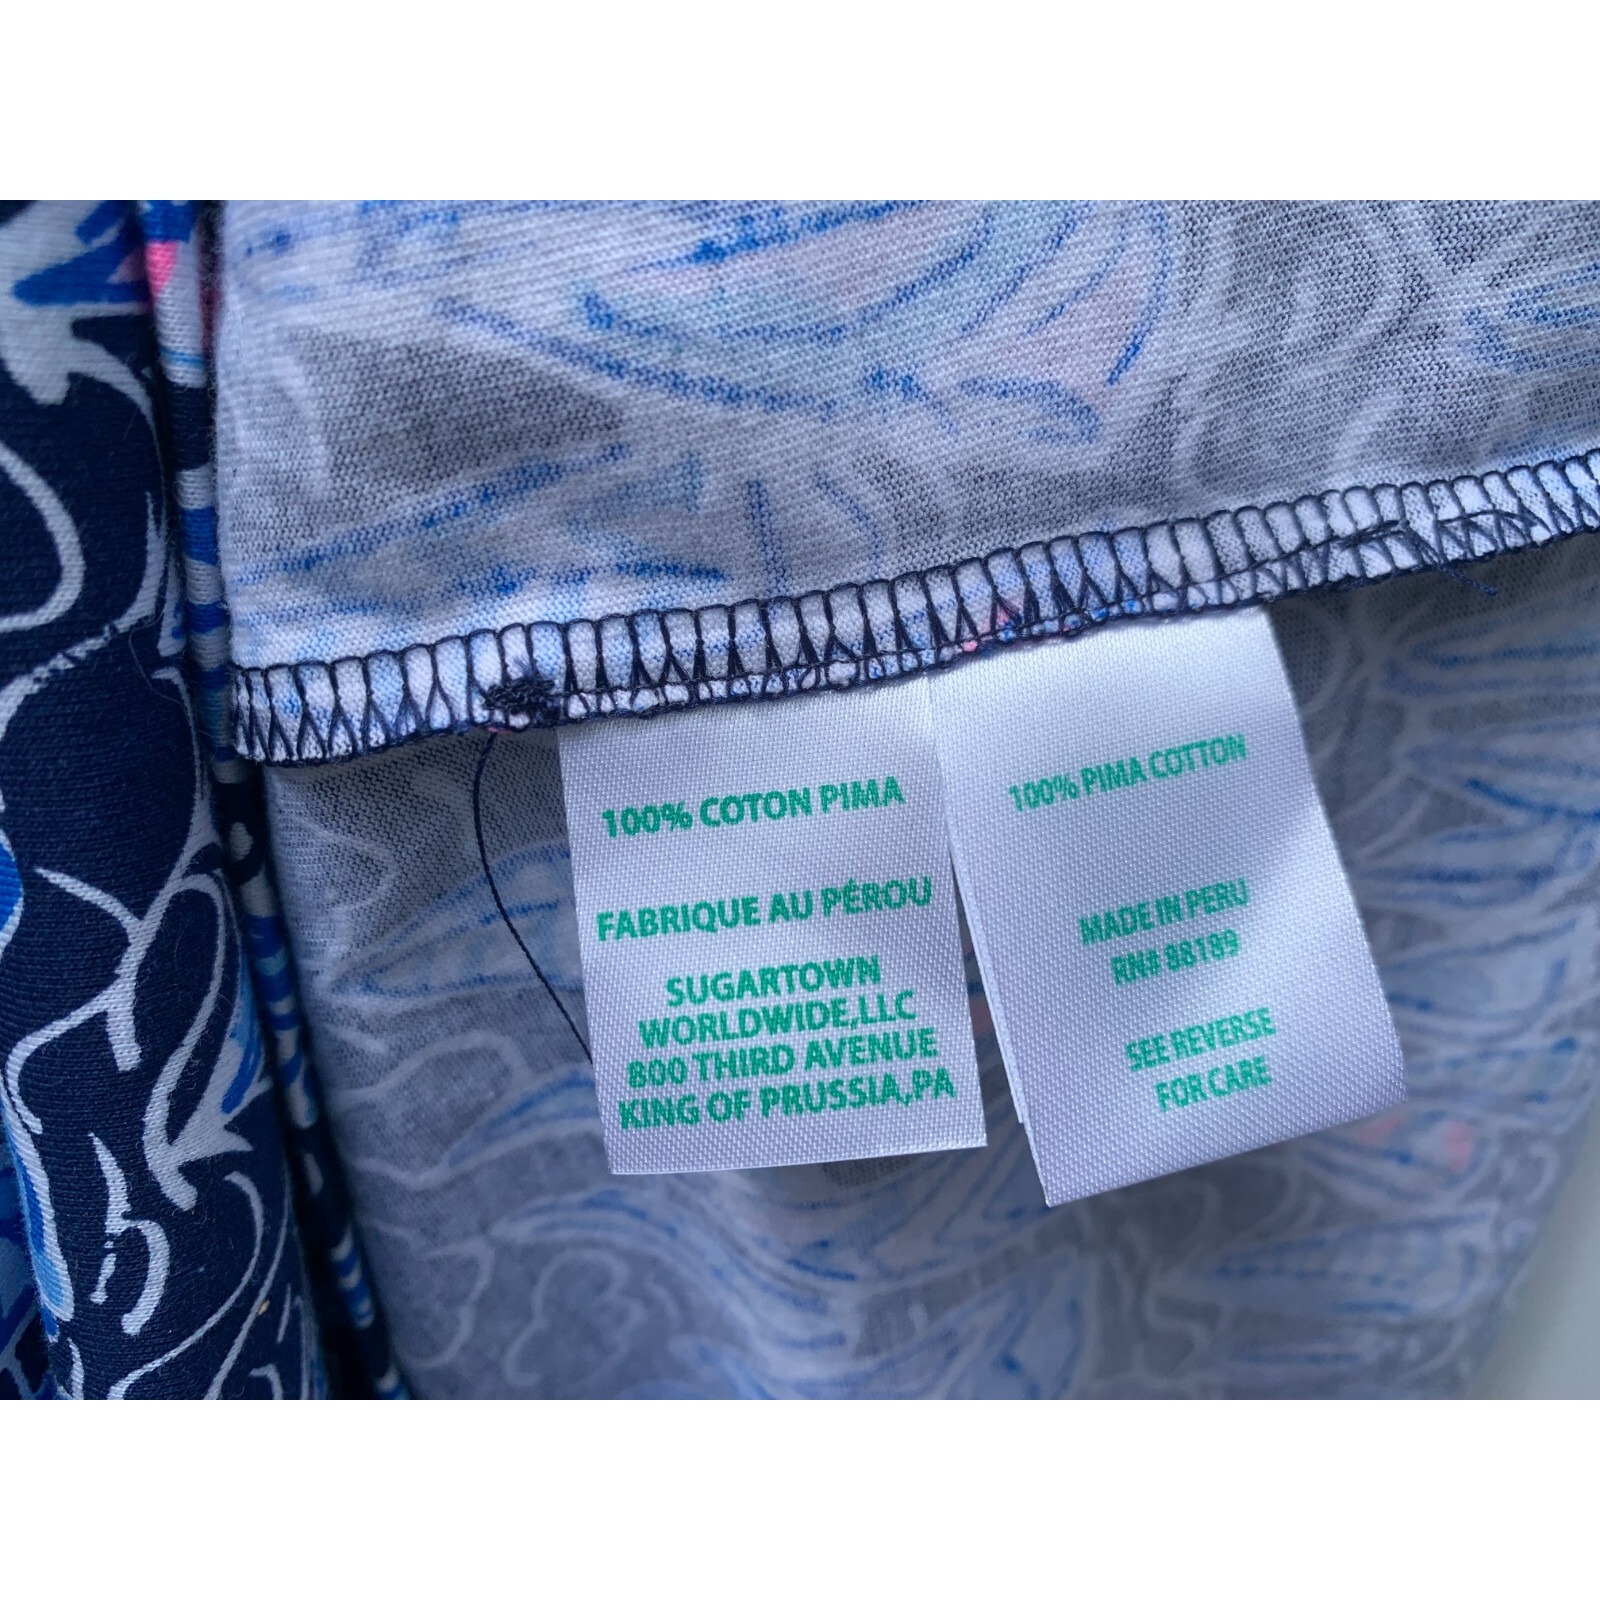 100% COTON PIMA
FABRIQUE AU PÉROU
SUGARTOWN
WORLDWIDE,LLC
800 THIRD AVENUE
KING OF PRUSSIA,PA
100% PIMA COTTON
MADE IN PERU
RN# 88189
SEE REVERSE
FOR CARE